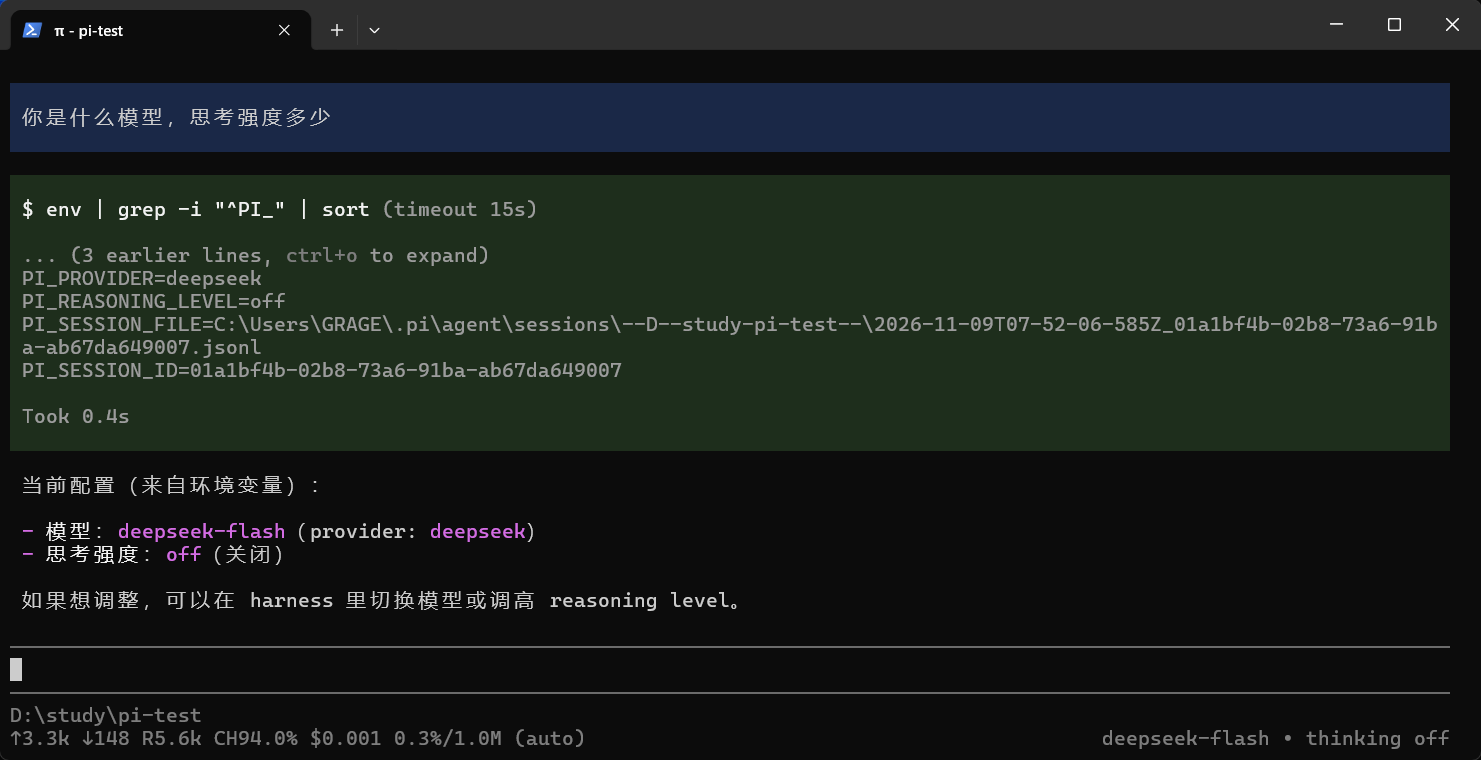 π - pi-test
你是什么模型，思考强度多少
$ env | grep -i "^PI_" | sort (timeout 15s)
... (3 earlier lines, ctrl+o to expand)
PI_PROVIDER=deepseek
PI_REASONING_LEVEL=off
PI_SESSION_FILE=C:\Users\GRAGE\.pi\agent\sessions\--D--study-pi-test--\2026-11-09T07-52-06-585Z_01a1bf4b-02b8-73a6-91b
a-ab67da649007.jsonl
PI_SESSION_ID=01a1bf4b-02b8-73a6-91ba-ab67da649007
Took 0.4s
当前配置（来自环境变量）：
- 模型：deepseek-flash（provider: deepseek）
- 思考强度：off（关闭）
如果想调整，可以在 harness 里切换模型或调高 reasoning level。
D:\study\pi-test
↑3.3k ↓148 R5.6k CH94.0% $0.001 0.3%/1.0M (auto) deepseek-flash • thinking off